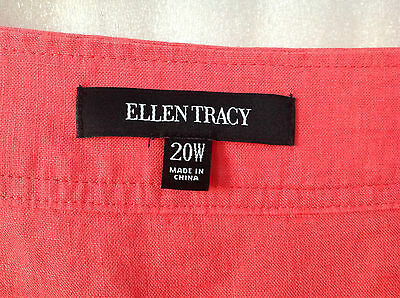 ELLEN TRACY
20W
MADE IN
CHINA